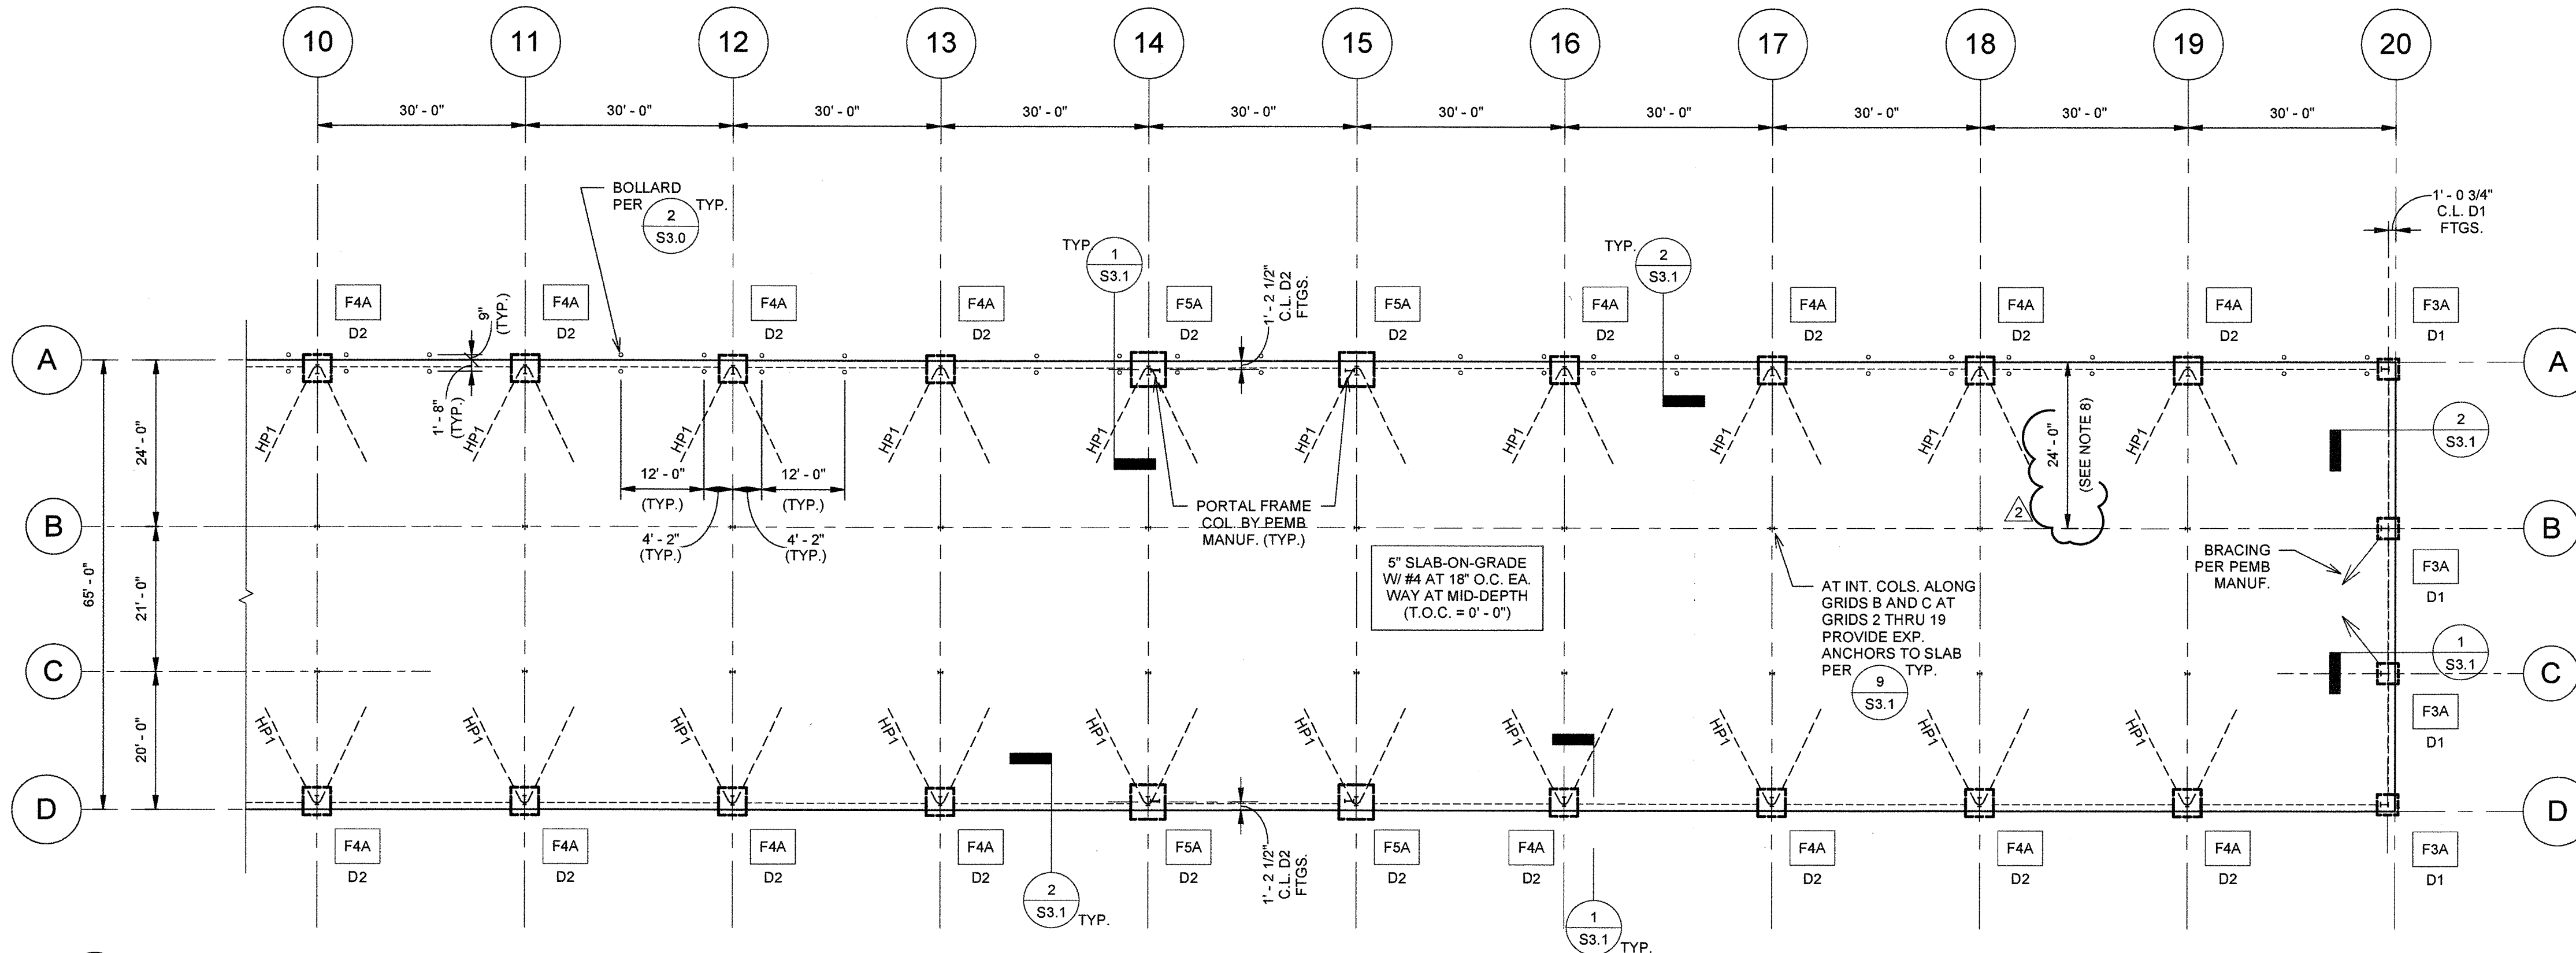 10 11 12 13 14 15 16 17 18 19 20
30' - 0" 30' - 0" 30' - 0" 30' - 0" 30' - 0" 30' - 0" 30' - 0" 30' - 0" 30' - 0" 30' - 0"
BOLLARD
PER 2 TYP.
S3.0
TYP. 1
S3.1
TYP. 2
S3.1
1' - 0 3/4"
C.L. D1
FTGS.
1' - 2 1/2"
C.L. D2
FTGS.
9"
(TYP.)
F4A F4A F4A F4A F5A F5A F4A F4A F4A F4A F3A
D2 D2 D2 D2 D2 D2 D2 D2 D2 D2 D1
A A
1' - 8"
(TYP.)
HP1 HP1 HP1 HP1 HP1 HP1 HP1 HP1 HP1 HP1
24' - 0"
24' - 0"
(SEE NOTE 8)
2
2
S3.1
12' - 0" 12' - 0"
(TYP.) (TYP.)
4' - 2" 4' - 2"
(TYP.) (TYP.)
PORTAL FRAME
COL. BY PEMB
MANUF. (TYP.)
B B
5" SLAB-ON-GRADE
W/ #4 AT 18" O.C. EA.
WAY AT MID-DEPTH
(T.O.C. = 0' - 0")
AT INT. COLS. ALONG
GRIDS B AND C AT
GRIDS 2 THRU 19
PROVIDE EXP.
ANCHORS TO SLAB
PER 9 TYP.
S3.1
BRACING
PER PEMB
MANUF.
F3A
D1
65' - 0"
21' - 0"
1
S3.1
C C
F3A
D1
20' - 0"
HP1 HP1 HP1 HP1 HP1 HP1 HP1 HP1 HP1 HP1
D D
F4A F4A F4A F4A F5A F5A F4A F4A F4A F4A F3A
D2 D2 D2 D2 D2 D2 D2 D2 D2 D2 D1
1' - 2 1/2"
C.L. D2
FTGS.
2
S3.1 TYP.
1
S3.1 TYP.